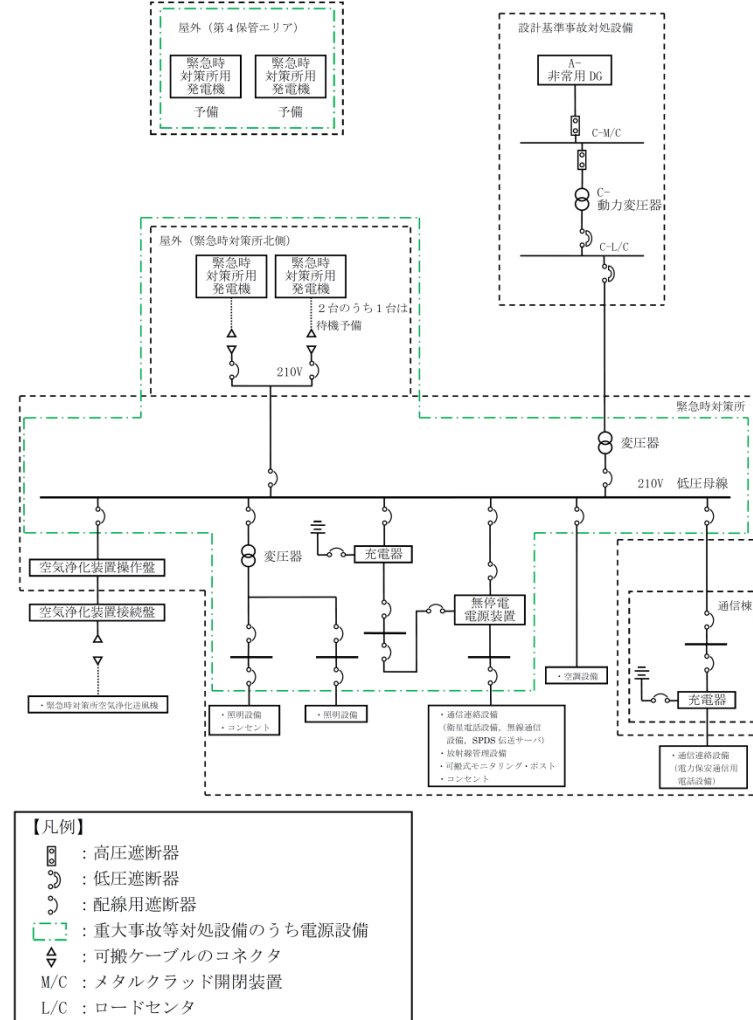 屋外（第４保管エリア）
緊急時
対策所用
発電機
緊急時
対策所用
発電機
予備
予備
設計基準事故対処設備
A-
非常用 DG
C-M/C
C-
動力変圧器
C-L/C
屋外（緊急時対策所北側）
緊急時
対策所用
発電機
緊急時
対策所用
発電機
２台のうち１台は
待機予備
210V
緊急時対策所
変圧器
210V 低圧母線
空気浄化装置操作盤
空気浄化装置接続盤
・緊急時対策所空気浄化送風機
変圧器
充電器
無停電
電源装置
・照明設備
・コンセント
・照明設備
・通信連絡設備
（衛星電話設備，無線通信
設備，SPDS 伝送サーバ）
・放射線管理設備
・可搬式モニタリング・ポスト
・コンセント
・空調設備
通信棟
充電器
・通信連絡設備
（電力保安通信用
電話設備）
【凡例】
：高圧遮断器
：低圧遮断器
：配線用遮断器
：重大事故等対処設備のうち電源設備
：可搬ケーブルのコネクタ
M/C ：メタルクラッド開閉装置
L/C ：ロードセンタ